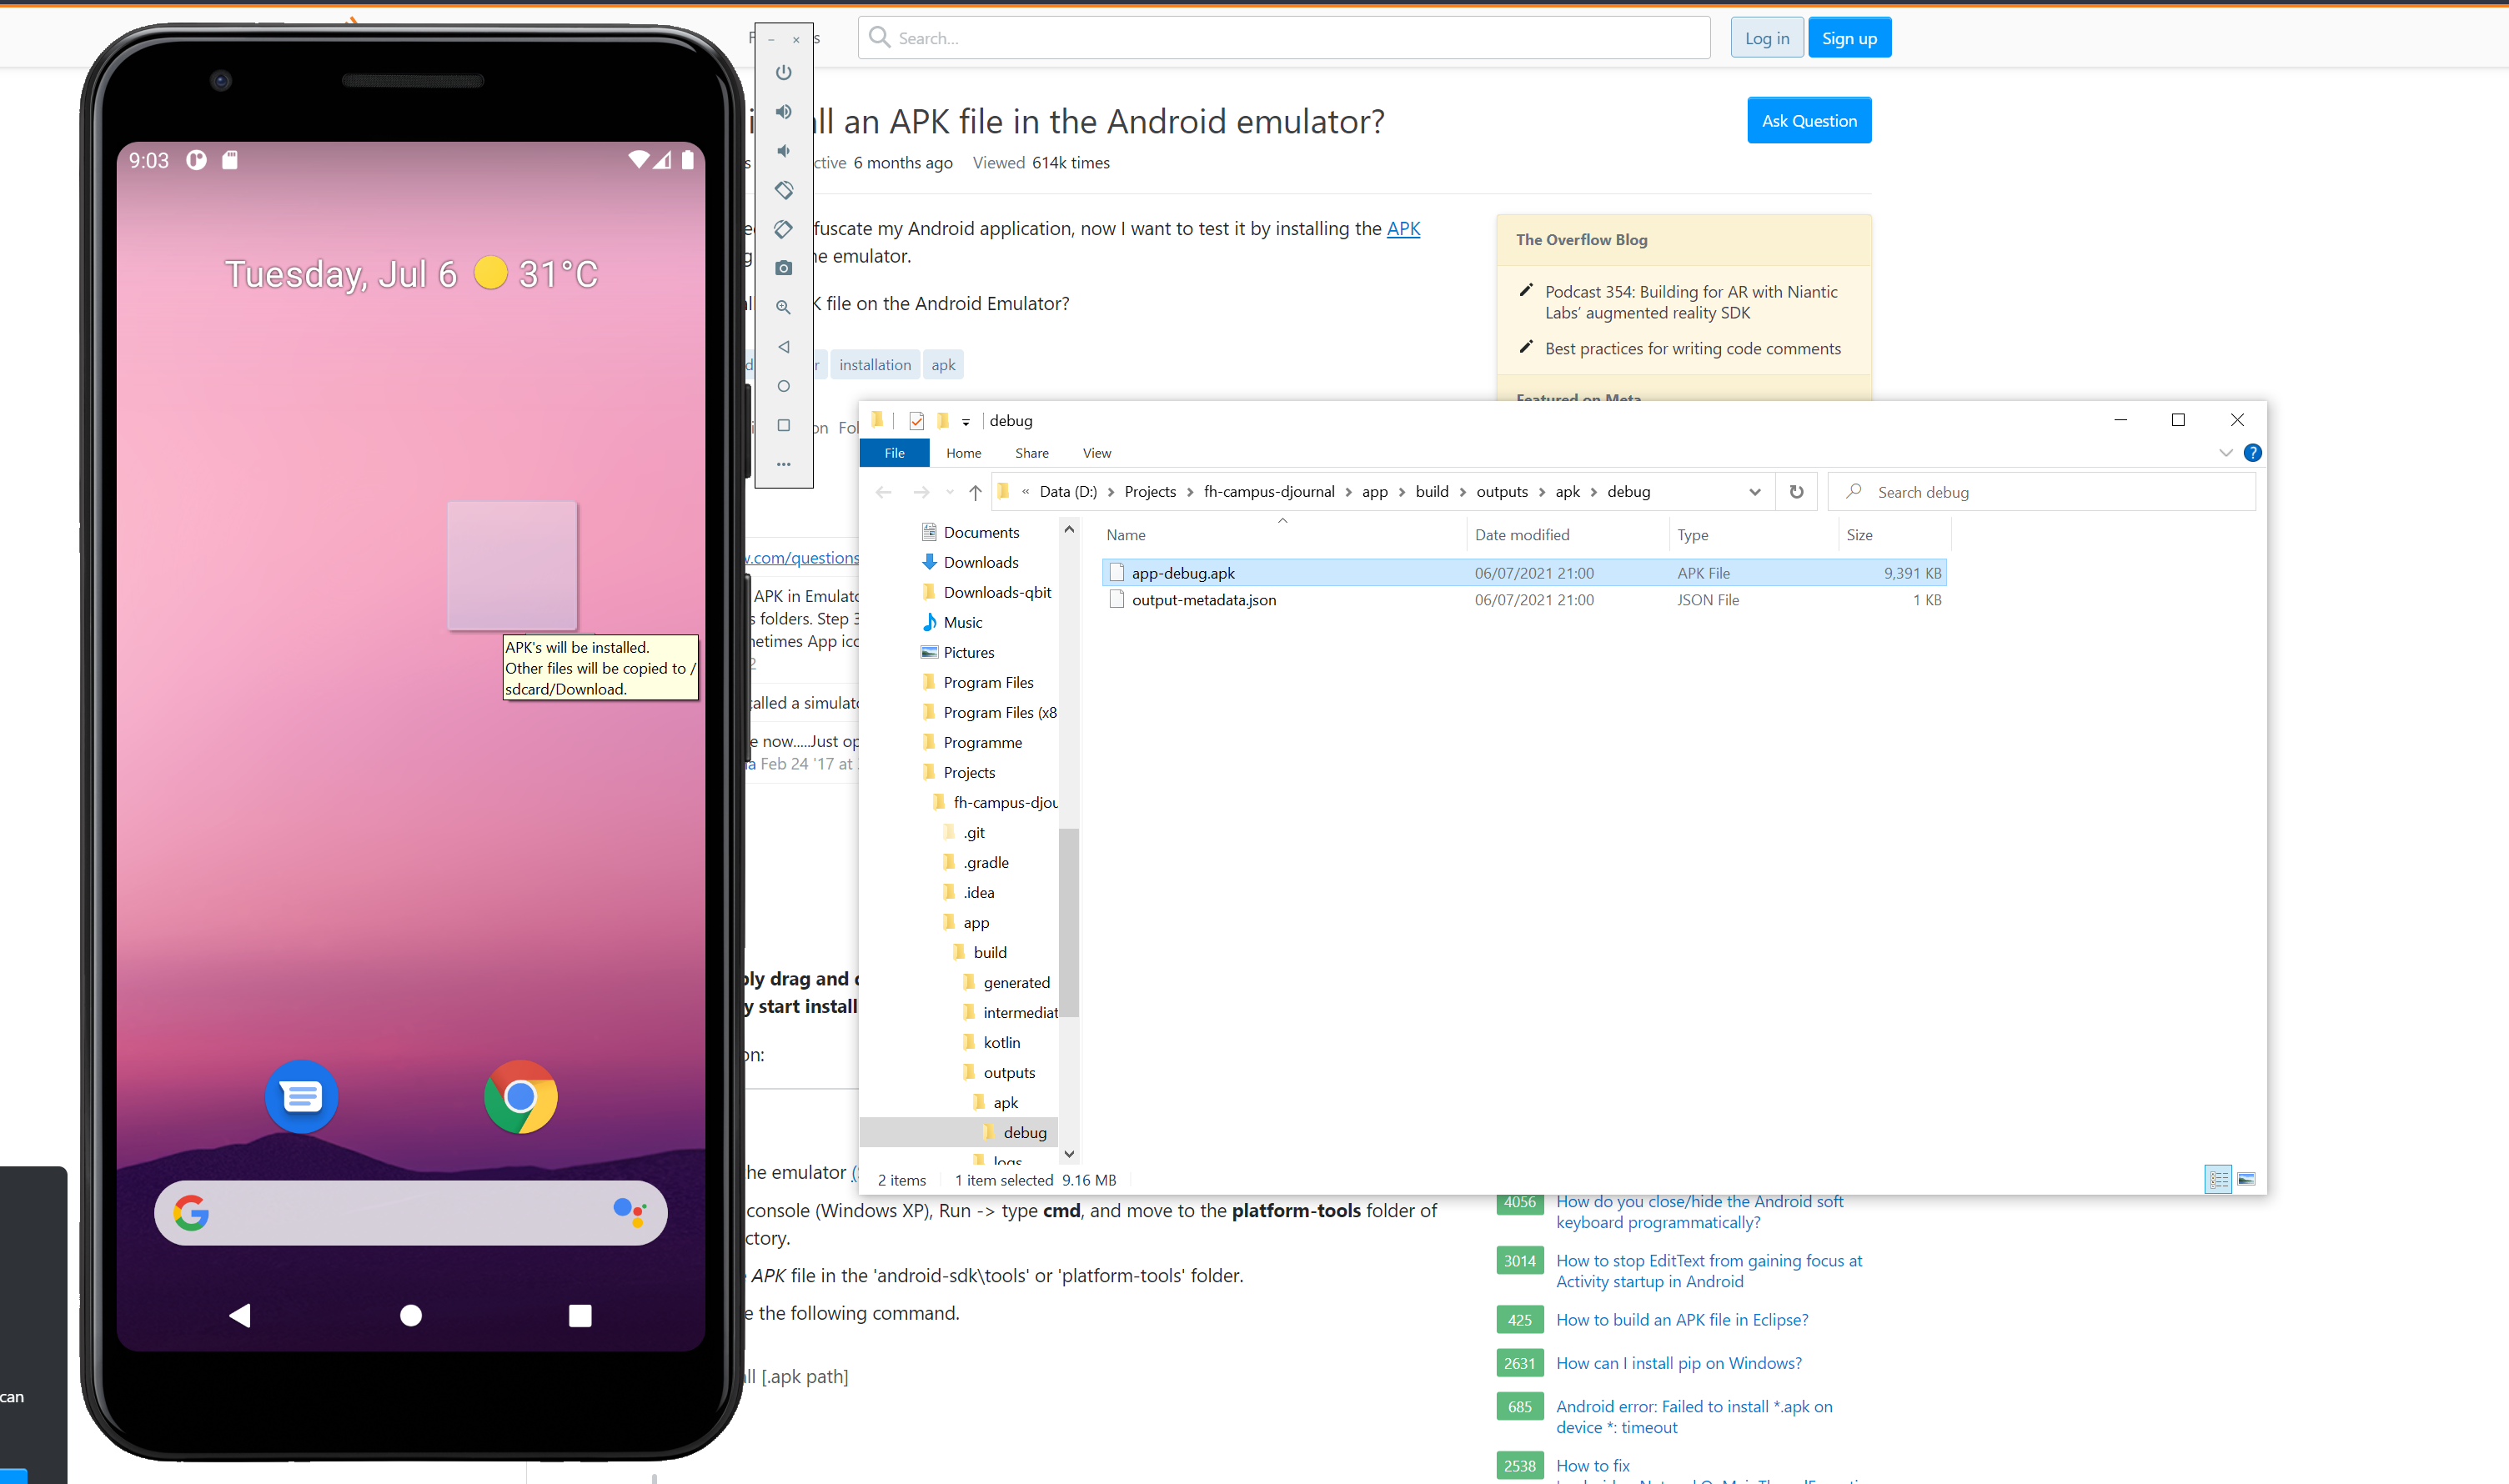 Search...
Log in
Sign up
all an APK file in the Android emulator?
Ask Question
6 months ago Viewed 614k times
fuscate my Android application, now I want to test it by installing the APK
emulator.
file on the Android Emulator?
installation apk
The Overflow Blog
Podcast 354: Building for AR with Niantic
Labs’ augmented reality SDK
Best practices for writing code comments
Featured on Meta
9:03
Tuesday, Jul 6 31°C
APK's will be installed.
Other files will be copied to /
sdcard/Download.
debug
File Home Share View
« Data (D:) Projects fh-campus-djournal app build outputs apk debug
Search debug
Name Date modified Type Size
app-debug.apk 06/07/2021 21:00 APK File 9,391 KB
output-metadata.json 06/07/2021 21:00 JSON File 1 KB
Documents
Downloads
Downloads-qbit
Music
Pictures
Program Files
Program Files (x8
Programme
Projects
fh-campus-djou
.git
.gradle
.idea
app
build
generated
intermediat
kotlin
outputs
apk
debug
logs
2 items 1 item selected 9.16 MB
.com/questions
APK in Emulato
folders. Step 3
etimes App ico
alled a simulato
now.....Just op
Feb 24 '17 at
ply drag and d
y start install
on:
he emulator
console (Windows XP), Run -> type cmd, and move to the platform-tools folder of
ctory.
APK file in the 'android-sdk\tools' or 'platform-tools' folder.
e the following command.
all [.apk path]
can
4056 How do you close/hide the Android soft
keyboard programmatically?
3014 How to stop EditText from gaining focus at
Activity startup in Android
425 How to build an APK file in Eclipse?
2631 How can I install pip on Windows?
685 Android error: Failed to install *.apk on
device *: timeout
2538 How to fix